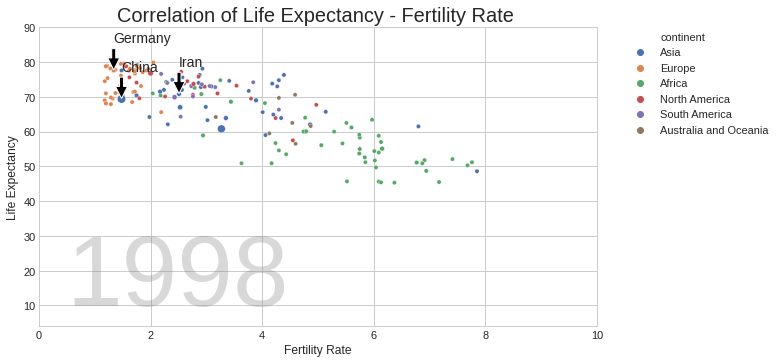 Correlation of Life Expectancy - Fertility Rate
90
80
70
60
50
40
30
20
10
Life Expectancy
Germany
China
Iran
1998
0
2
4
6
8
10
Fertility Rate
continent
Asia
Europe
Africa
North America
South America
Australia and Oceania